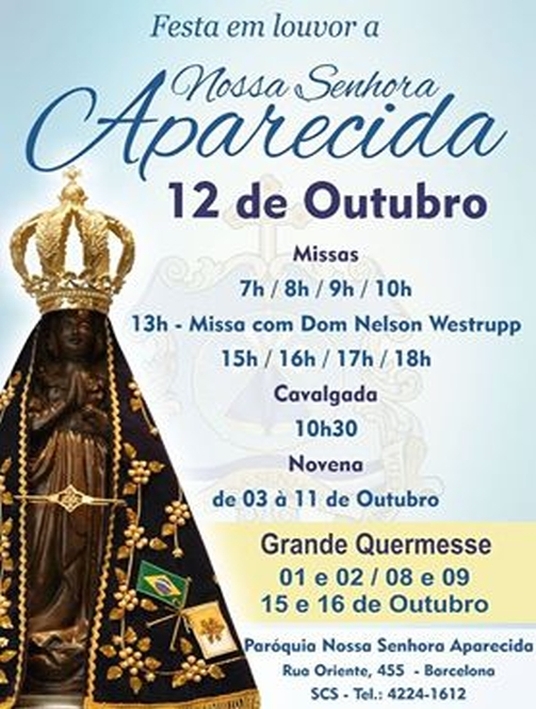 Festa em louvor a
Nossa Senhora
Aparecida
12 de Outubro
Missas
7h / 8h / 9h / 10h
13h - Missa com Dom Nelson Westrupp
15h / 16h / 17h / 18h
Cavalgada
10h30
Novena
de 03 à 11 de Outubro
Grande Quermesse
01 e 02 / 08 e 09
15 e 16 de Outubro
Paróquia Nossa Senhora Aparecida
Rua Oriente, 455 - Barcelona
SCS - Tel.: 4224-1612